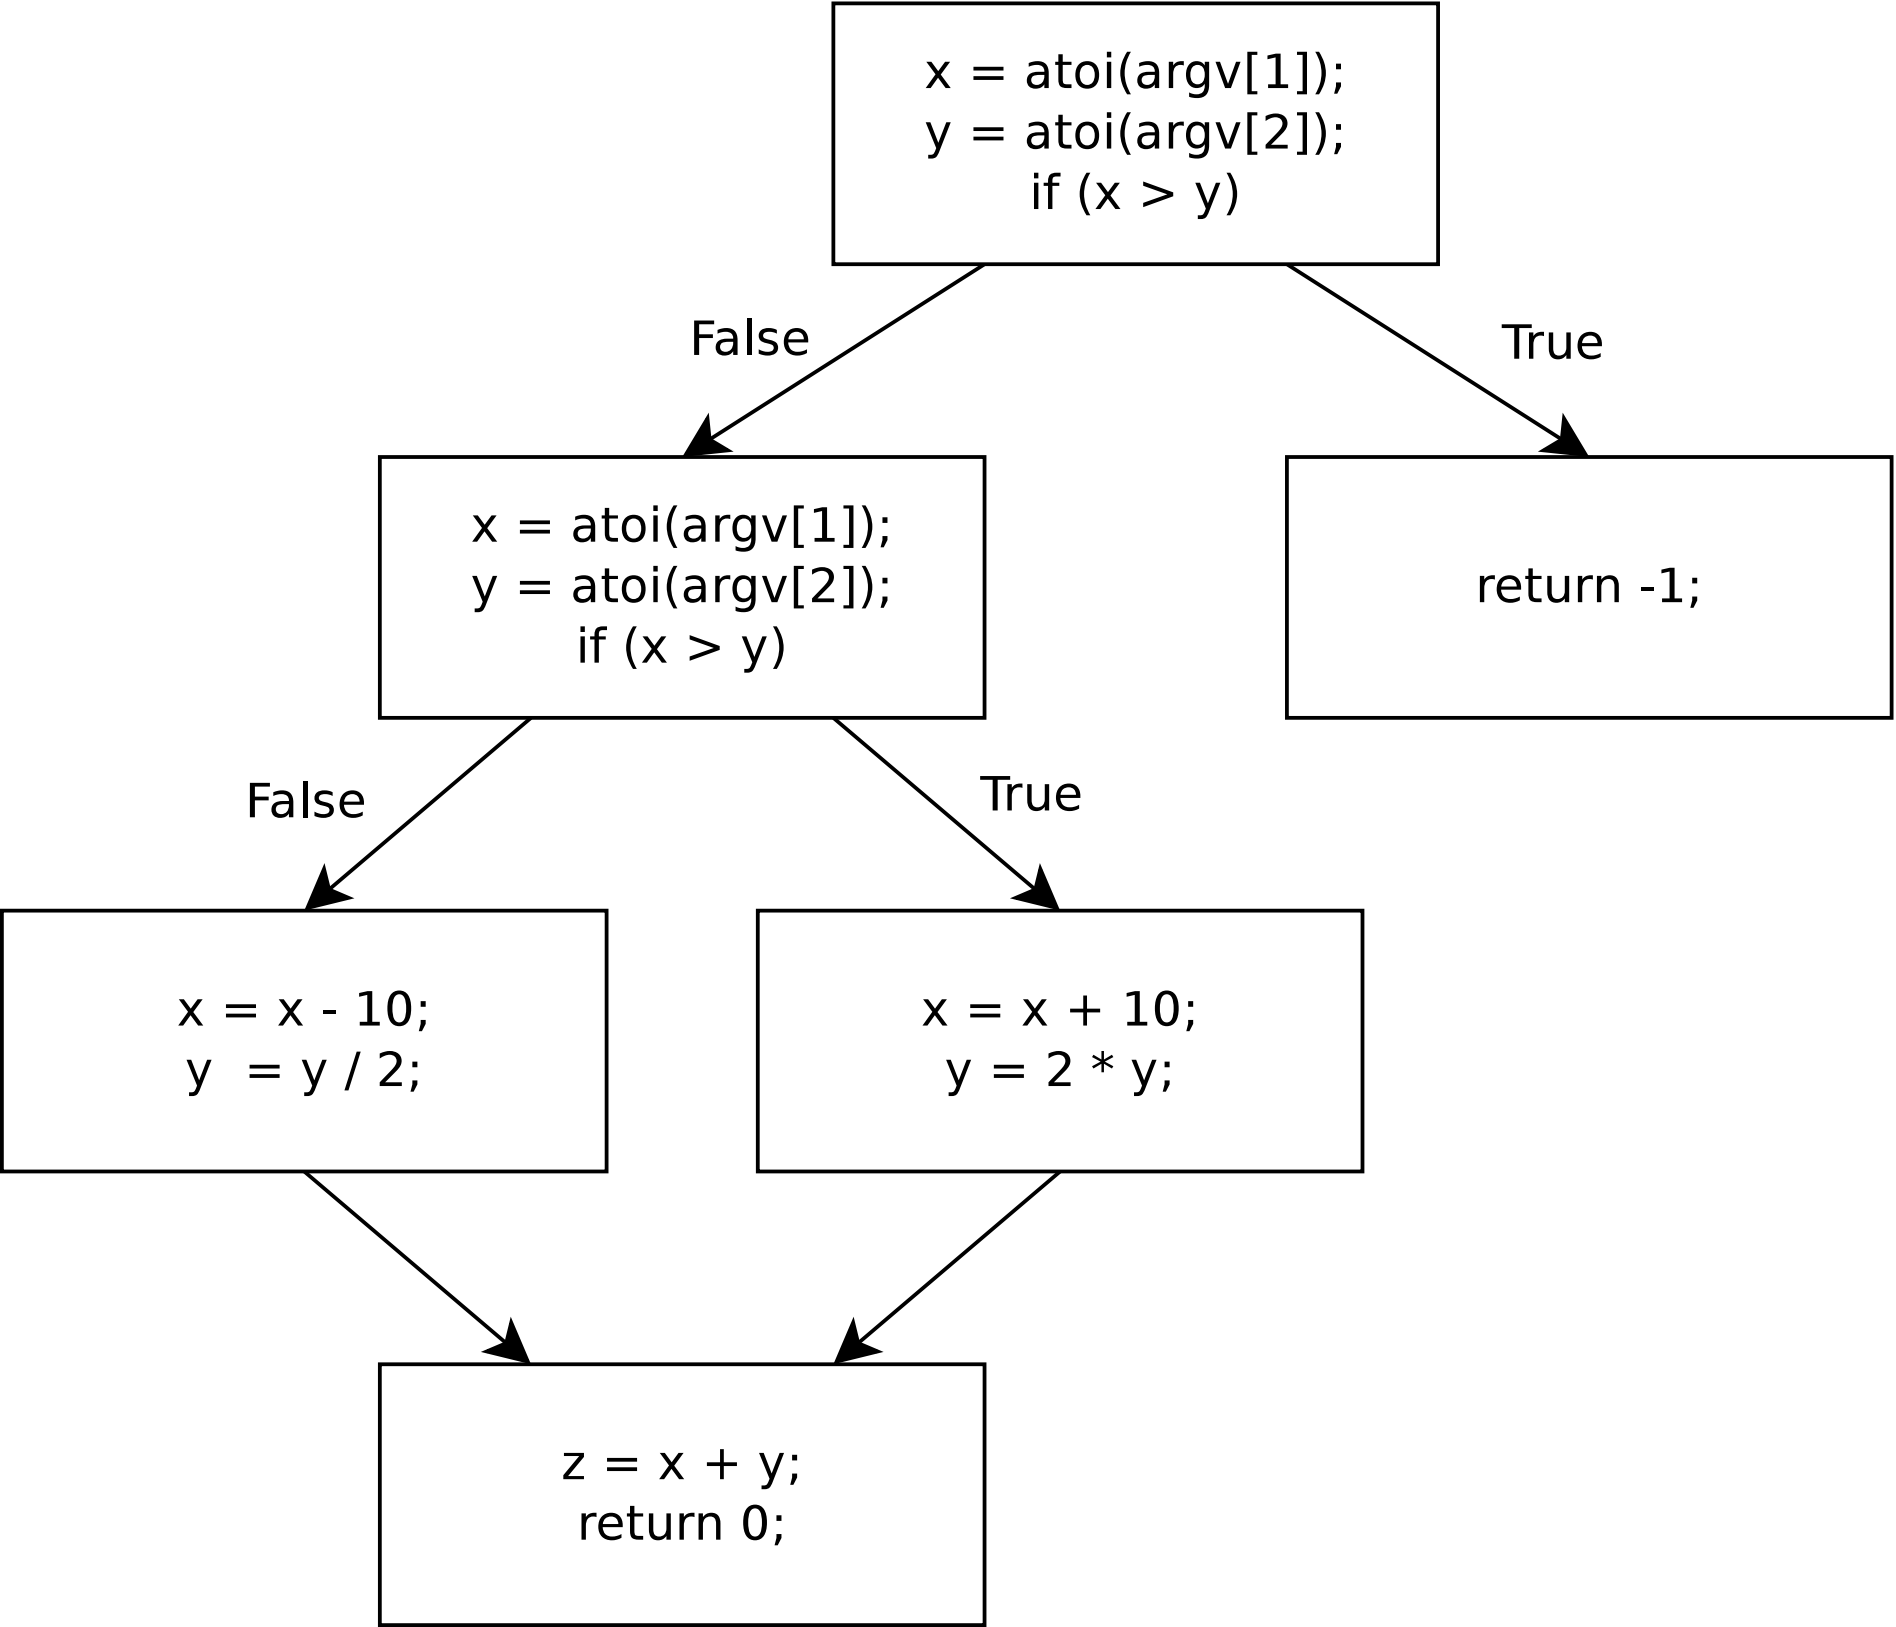 x = atoi(argv[1]);
y = atoi(argv[2]);
if (x > y)
False
True
x = atoi(argv[1]);
y = atoi(argv[2]);
if (x > y)
return -1;
False
True
x = x - 10;
y  = y / 2;
x = x + 10;
y = 2 * y;
z = x + y;
return 0;